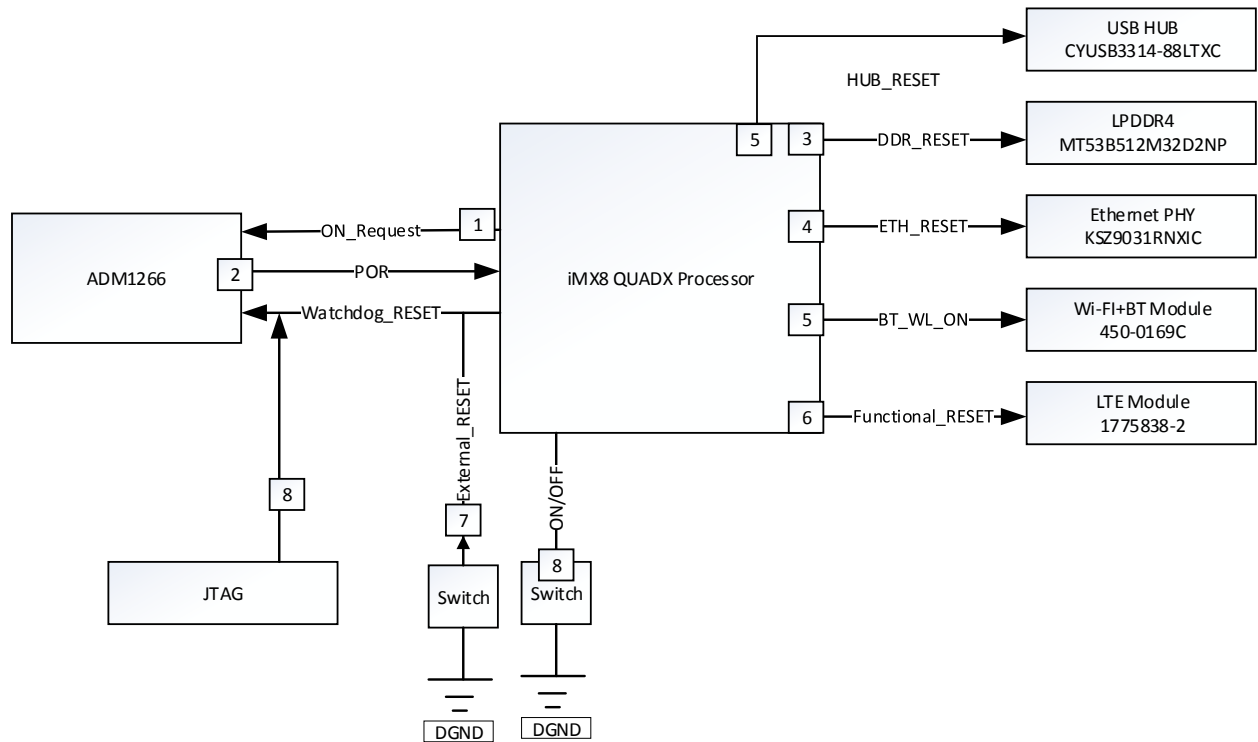 USB HUB
CYUSB3314-88LTXC
HUB_RESET
5
3
DDR_RESET
LPDDR4
MT53B512M32D2NP
ADM1266
ON_Request
1
2
POR
Watchdog_RESET
iMX8 QUADX Processor
4
ETH_RESET
Ethernet PHY
KSZ9031RNXIC
5
BT_WL_ON
Wi-FI+BT Module
450-0169C
6
Functional_RESET
LTE Module
1775838-2
External_RESET
ON/OFF
8
7
8
JTAG
Switch
Switch
DGND
DGND